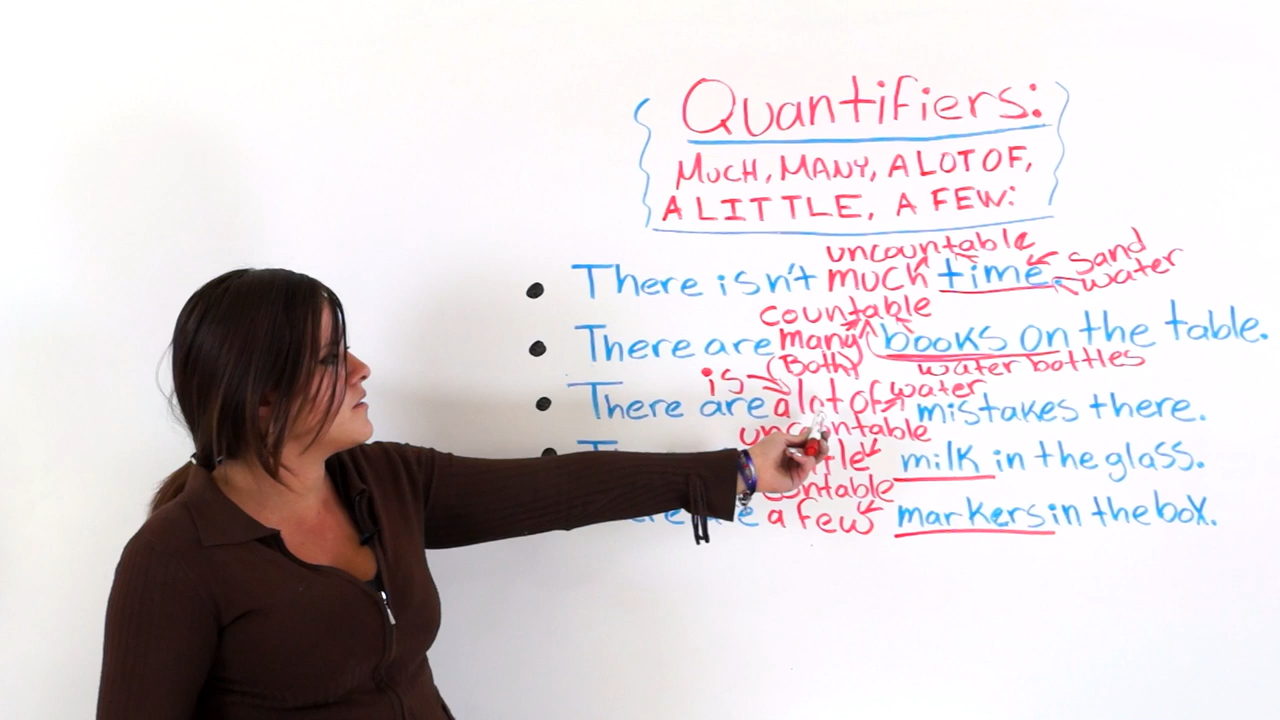 Quantifiers:
MUCH, MANY, A LOT OF,
A LITTLE, A FEW:
uncountable
• There isn't much time. sand
water
countable
• There are many books on the table.
(Both) water bottles
is water
• There are a lot of mistakes there.
• milk in the glass.
• a few markers in the box.